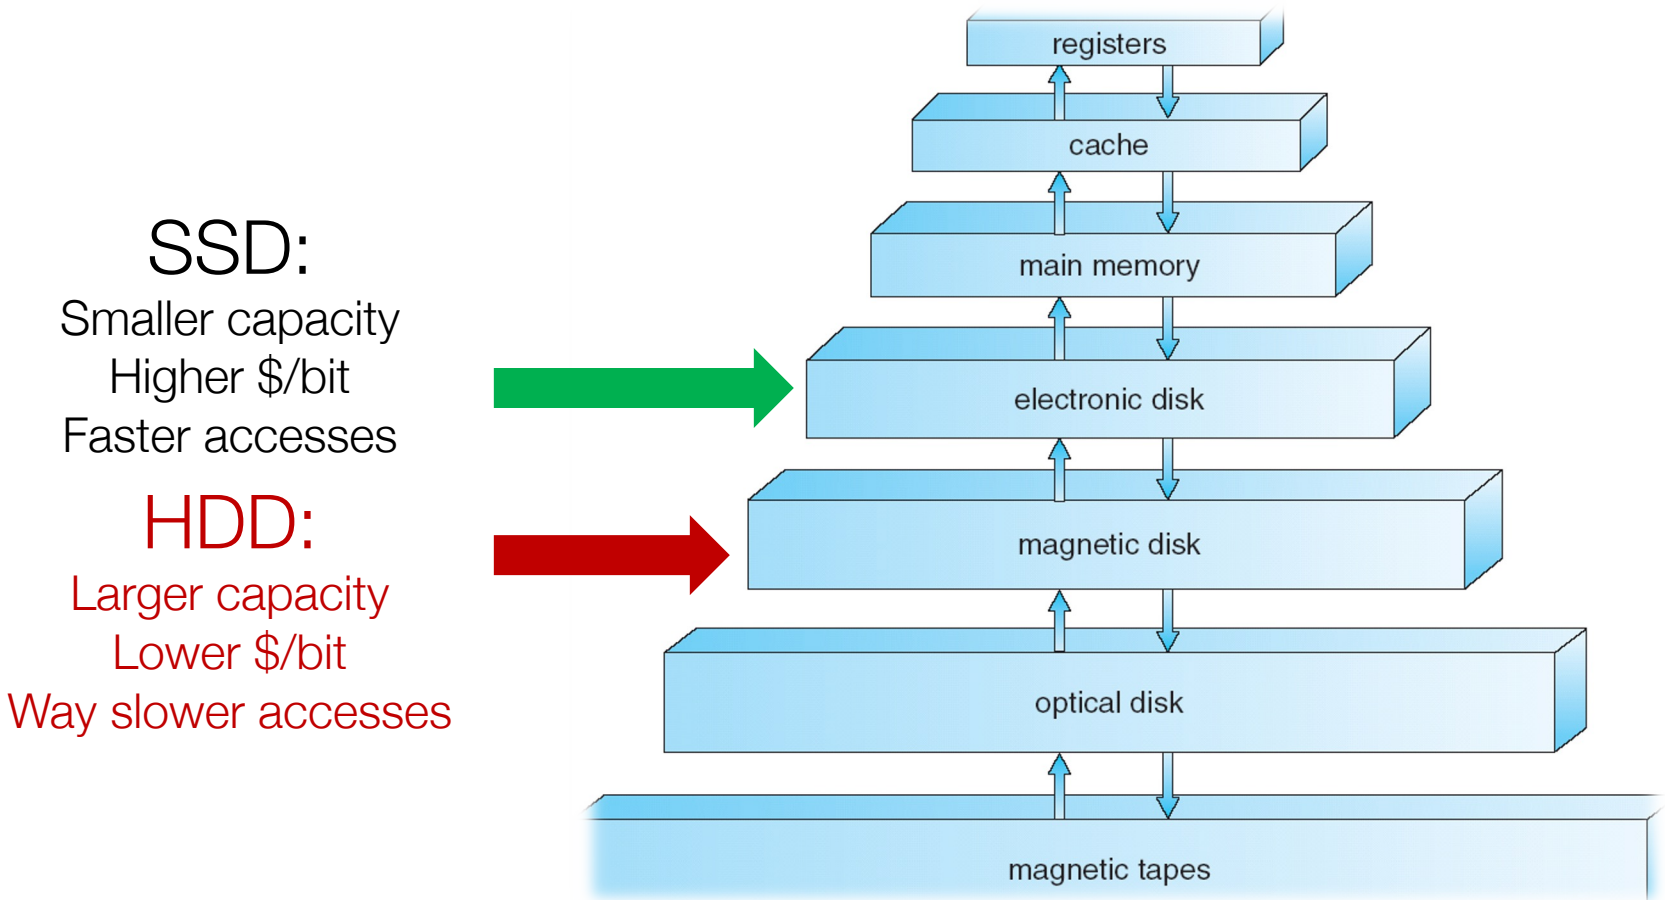 SSD:
Smaller capacity
Higher $/bit
Faster accesses
HDD:
Larger capacity
Lower $/bit
Way slower accesses
registers
cache
main memory
electronic disk
magnetic disk
optical disk
magnetic tapes